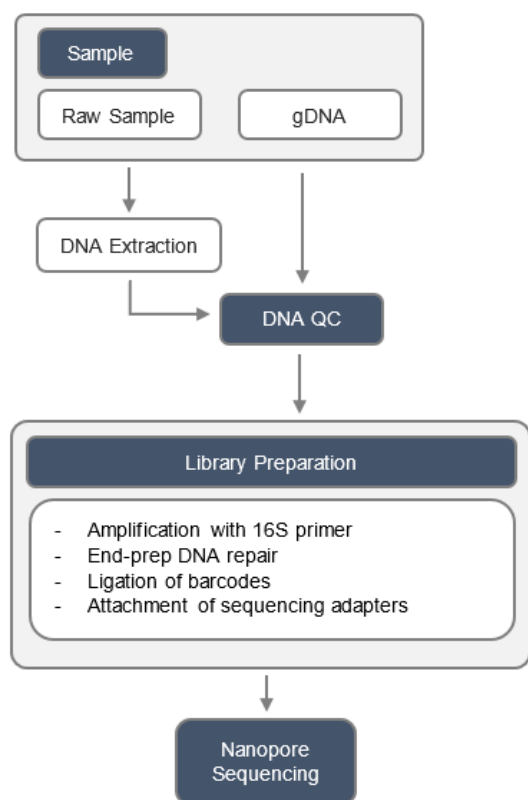 Sample
Raw Sample
gDNA
DNA Extraction
DNA QC
Library Preparation
- Amplification with 16S primer
- End-prep DNA repair
- Ligation of barcodes
- Attachment of sequencing adapters
Nanopore
Sequencing